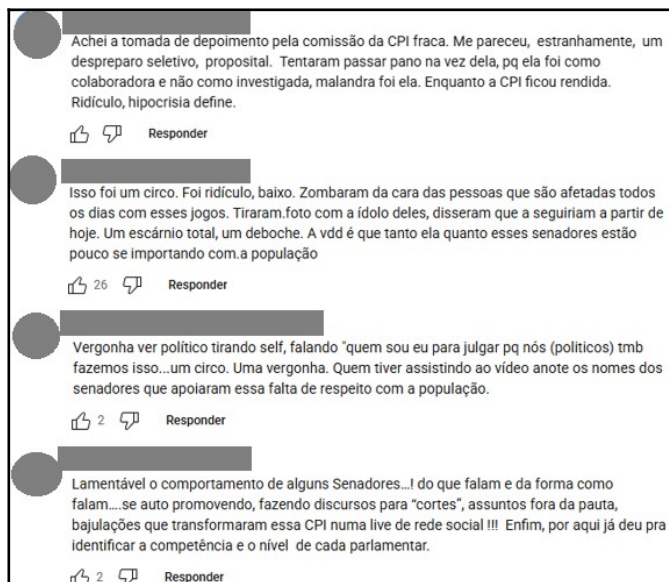 Achei a tomada de depoimento pela comissão da CPI fraca. Me pareceu, estranhamente, um
despreparo seletivo, proposital. Tentaram passar pano na vez dela, pq ela foi como
colaboradora e não como investigada, malandra foi ela. Enquanto a CPI ficou rendida.
Ridículo, hipocrisia define.
Responder
Isso foi um circo. Foi ridículo, baixo. Zombaram da cara das pessoas que são afetadas todos
os dias com esses jogos. Tiraram.foto com a ídolo deles, disseram que a seguiriam a partir de
hoje. Um escárnio total, um deboche. A vdd é que tanto ela quanto esses senadores estão
pouco se importando com.a população
26 Responder
Vergonha ver político tirando self, falando "quem sou eu para julgar pq nós (politicos) tmb
fazemos isso...um circo. Uma vergonha. Quem tiver assistindo ao vídeo anote os nomes dos
senadores que apoiaram essa falta de respeito com a população.
2 Responder
Lamentável o comportamento de alguns Senadores...! do que falam e da forma como
falam....se auto promovendo, fazendo discursos para “cortes”, assuntos fora da pauta,
bajulações que transformaram essa CPI numa live de rede social !!! Enfim, por aqui já deu pra
identificar a competência e o nível de cada parlamentar.
2 Responder